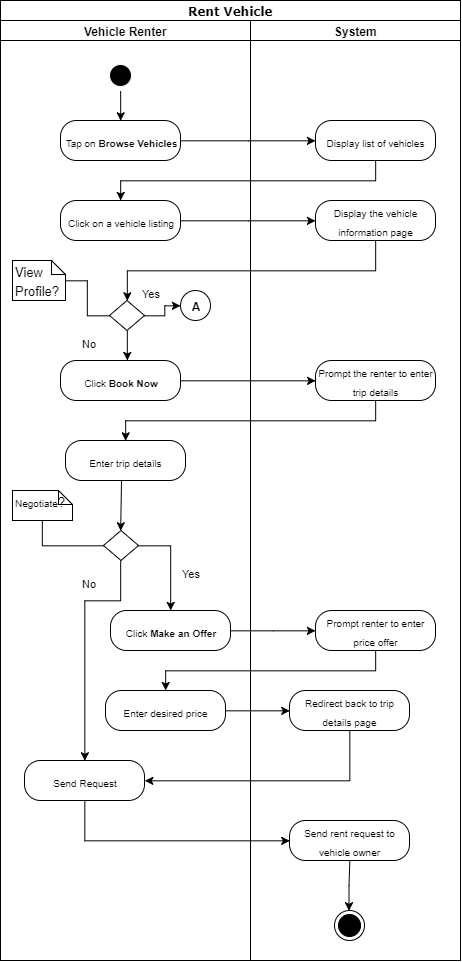 Rent Vehicle
Vehicle Renter
System
Tap on Browse Vehicles
Display list of vehicles
Click on a vehicle listing
Display the vehicle
information page
View
Profile?
Yes
A
No
Click Book Now
Prompt the renter to enter
trip details
Enter trip details
Negotiate?
No
Yes
Click Make an Offer
Prompt renter to enter
price offer
Enter desired price
Redirect back to trip
details page
Send Request
Send rent request to
vehicle owner